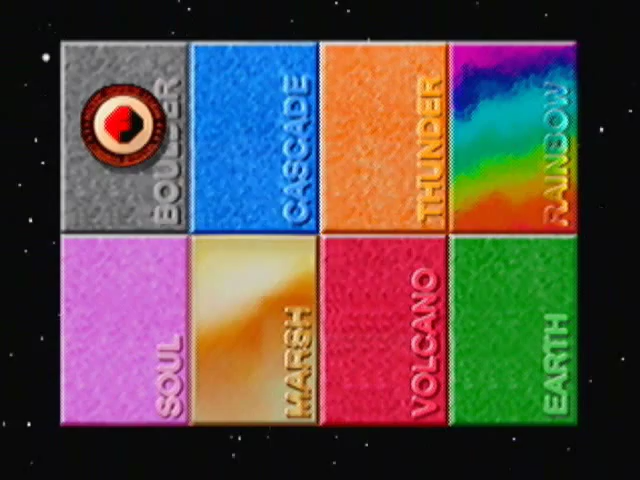 BOULDER
CASCADE
THUNDER
RAINBOW
SOUL
MARSH
VOLCANO
EARTH